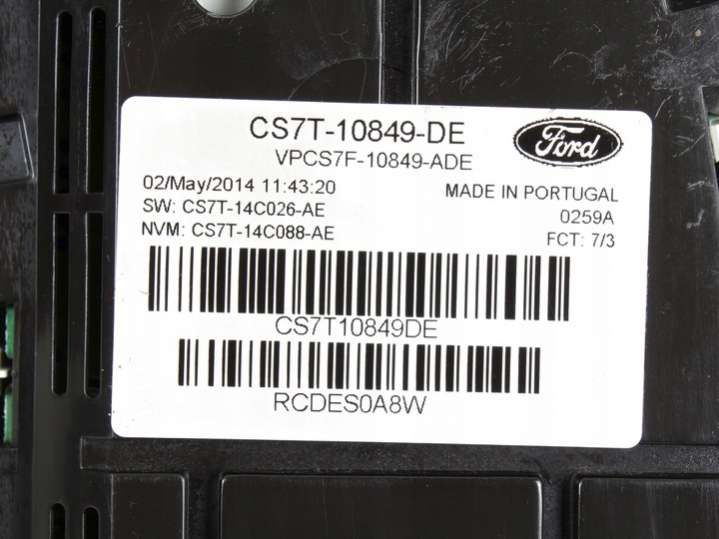 CS7T-10849-DE
Ford
VPCS7F-10849-ADE
02/May/2014 11:43:20
MADE IN PORTUGAL
SW: CS7T-14C026-AE
0259A
NVM: CS7T-14C088-AE
FCT: 7/3
CS7T10849DE
RCDES0A8W